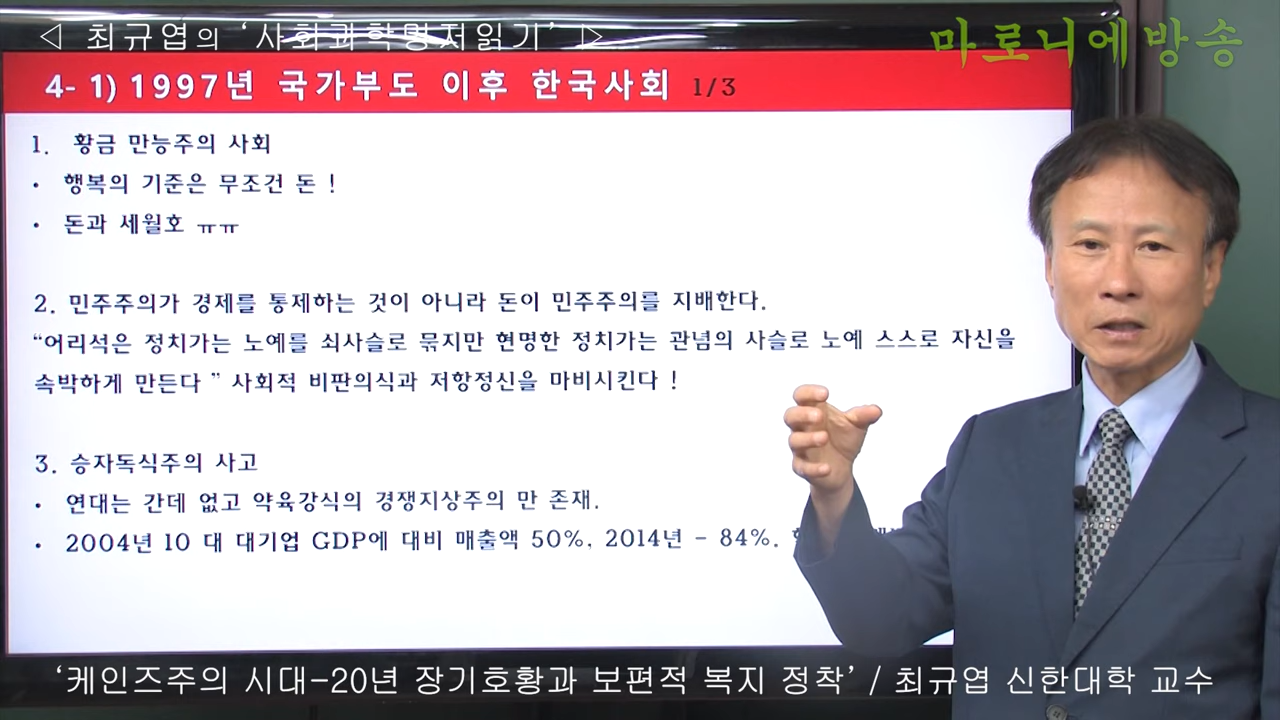 ◁ 최규엽의 ‘사회과학명저읽기’ ▷
마로니에방송
4- 1) 1997년 국가부도 이후 한국사회 1/3
1. 황금 만능주의 사회
• 행복의 기준은 무조건 돈 !
• 돈과 세월호 ㅠㅠ
2. 민주주의가 경제를 통제하는 것이 아니라 돈이 민주주의를 지배한다.
“어리석은 정치가는 노예를 쇠사슬로 묶지만 현명한 정치가는 관념의 사슬로 노예 스스로 자신을
속박하게 만든다 ” 사회적 비판의식과 저항정신을 마비시킨다 !
3. 승자독식주의 사고
• 연대는 간데 없고 약육강식의 경쟁지상주의 만 존재.
• 2004년 10 대 대기업 GDP에 대비 매출액 50%, 2014년 – 84%.
‘케인즈주의 시대-20년 장기호황과 보편적 복지 정착’ / 최규엽 신한대학 교수